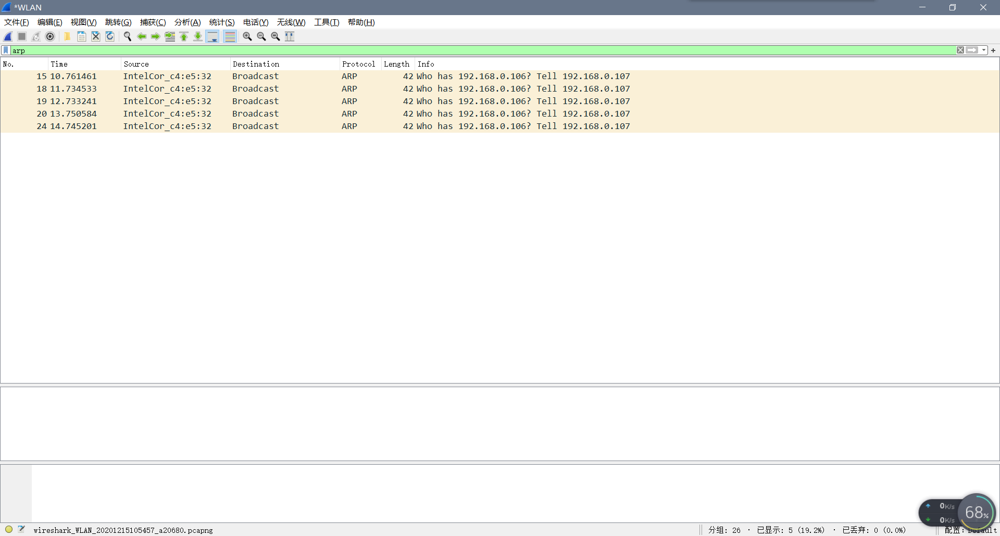 *WLAN
文件(F) 编辑(E) 视图(V) 跳转(G) 捕获(C) 分析(A) 统计(S) 电话(Y) 无线(W) 工具(T) 帮助(H)
arp
No. Time Source Destination Protocol Length Info
15 10.761461 IntelCor_c4:e5:32 Broadcast ARP 42 Who has 192.168.0.106? Tell 192.168.0.107
18 11.734533 IntelCor_c4:e5:32 Broadcast ARP 42 Who has 192.168.0.106? Tell 192.168.0.107
19 12.733241 IntelCor_c4:e5:32 Broadcast ARP 42 Who has 192.168.0.106? Tell 192.168.0.107
20 13.750584 IntelCor_c4:e5:32 Broadcast ARP 42 Who has 192.168.0.106? Tell 192.168.0.107
24 14.745201 IntelCor_c4:e5:32 Broadcast ARP 42 Who has 192.168.0.106? Tell 192.168.0.107
0K/s
68%
0K/s
wireshark_WLAN_20201215105457_a20680.pcapng 分组: 26 · 已显示: 5 (19.2%) · 已丢弃: 0 (0.0%) 配置: Default